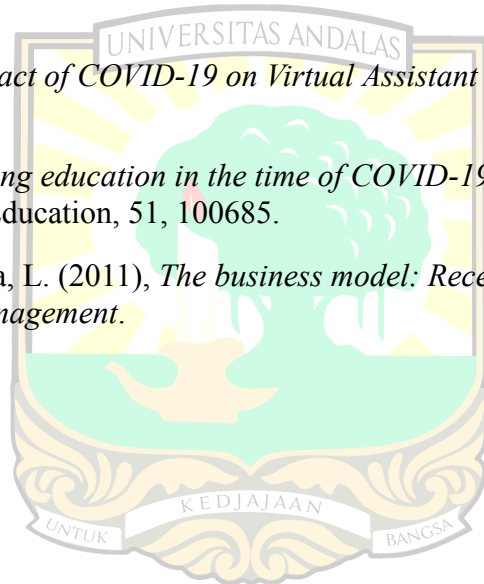 UNIVERSITAS ANDALAS
act of COVID-19 on Virtual Assistant
ng education in the time of COVID-19
ducation, 51, 100685.
a, L. (2011), The business model: Rece
nagement.
KEDJAJAAN
UNTUK
BANGSA